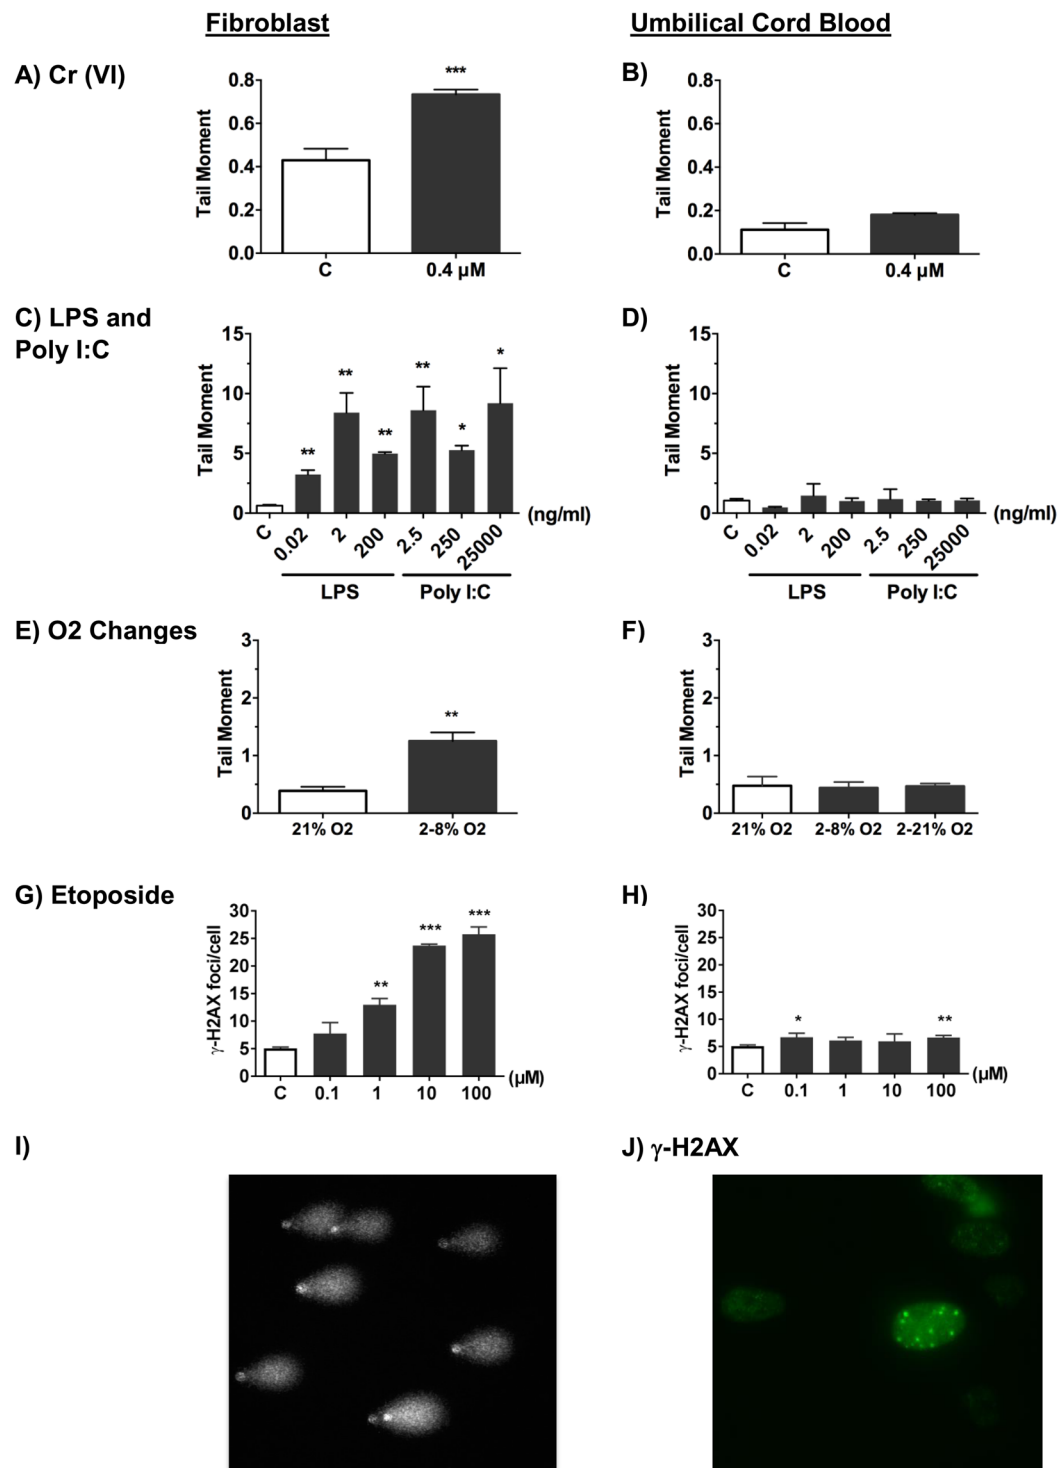 Fibroblast
Umbilical Cord Blood
A) Cr (VI)
Tail Moment
0.8
0.6
0.4
0.2
0.0
***
C
0.4 µM
B)
Tail Moment
0.8
0.6
0.4
0.2
0.0
C
0.4 µM
C) LPS and
Poly I:C
Tail Moment
15
10
5
0
**
**
**
**
*
*
C
0.02
2
200
2.5
250
25000
(ng/ml)
LPS
Poly I:C
D)
Tail Moment
15
10
5
0
C
0.02
2
200
2.5
250
25000
(ng/ml)
LPS
Poly I:C
E) O2 Changes
Tail Moment
3
2
1
0
**
21% O2
2-8% O2
F)
Tail Moment
3
2
1
0
21% O2
2-8% O2
2-21% O2
G) Etoposide
γ-H2AX foci/cell
30
25
20
15
10
5
0
**
***
***
C
0.1
1
10
100
(µM)
H)
γ-H2AX foci/cell
30
25
20
15
10
5
0
*
**
C
0.1
1
10
100
(µM)
I)
J) γ-H2AX